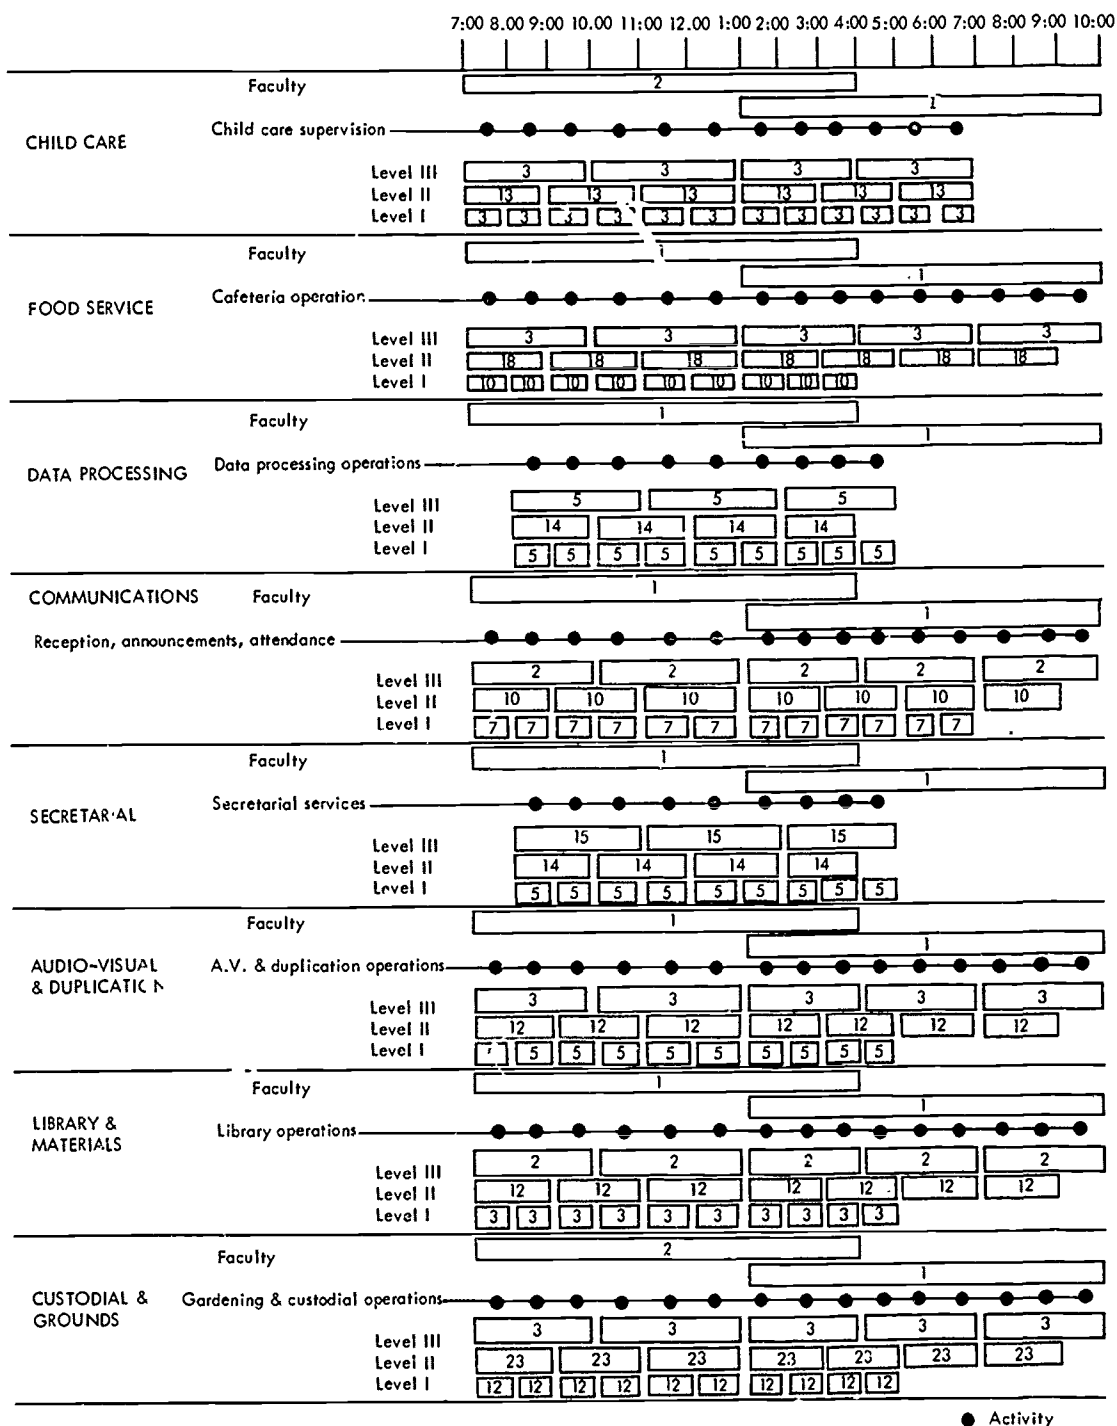 7:00 8.00 9:00 10.00 11:00 12.00 1:00 2:00 3:00 4:00 5:00 6:00 7:00 8:00 9:00 10:00
Faculty 2
1
CHILD CARE Child care supervision
Level III 3 3 3 3
Level II 13 13 13 13 13 13
Level I 3 3 3 3 3 3 3 3 3 3 3 3
Faculty 1
1
FOOD SERVICE Cafeteria operation
Level III 3 3 3 3 3
Level II 18 18 18 18 18 18 18
Level I 10 10 10 10 10 10 10 10 10
Faculty 1
1
DATA PROCESSING Data processing operations
Level III 5 5 5
Level II 14 14 14 14
Level I 5 5 5 5 5 5 5 5 5
COMMUNICATIONS Faculty 1
1
Reception, announcements, attendance
Level III 2 2 2 2 2
Level II 10 10 10 10 10 10 10
Level I 7 7 7 7 7 7 7 7 7 7 7
Faculty 1
1
SECRETAR·AL Secretarial services
Level III 15 15 15
Level II 14 14 14 14
Level I 5 5 5 5 5 5 5 5 5
Faculty 1
1
AUDIO-VISUAL A.V. & duplication operations
& DUPLICATION
Level III 3 3 3 3 3
Level II 12 12 12 12 12 12 12
Level I 5 5 5 5 5 5 5 5 5
Faculty 1
1
LIBRARY & Library operations
MATERIALS
Level III 2 2 2 2 2
Level II 12 12 12 12 12 12 12
Level I 3 3 3 3 3 3 3 3 3 3
Faculty 2
1
CUSTODIAL & Gardening & custodial operations
GROUNDS
Level III 3 3 3 3 3
Level II 23 23 23 23 23 23 23
Level I 12 12 12 12 12 12 12 12 12 12
● Activity